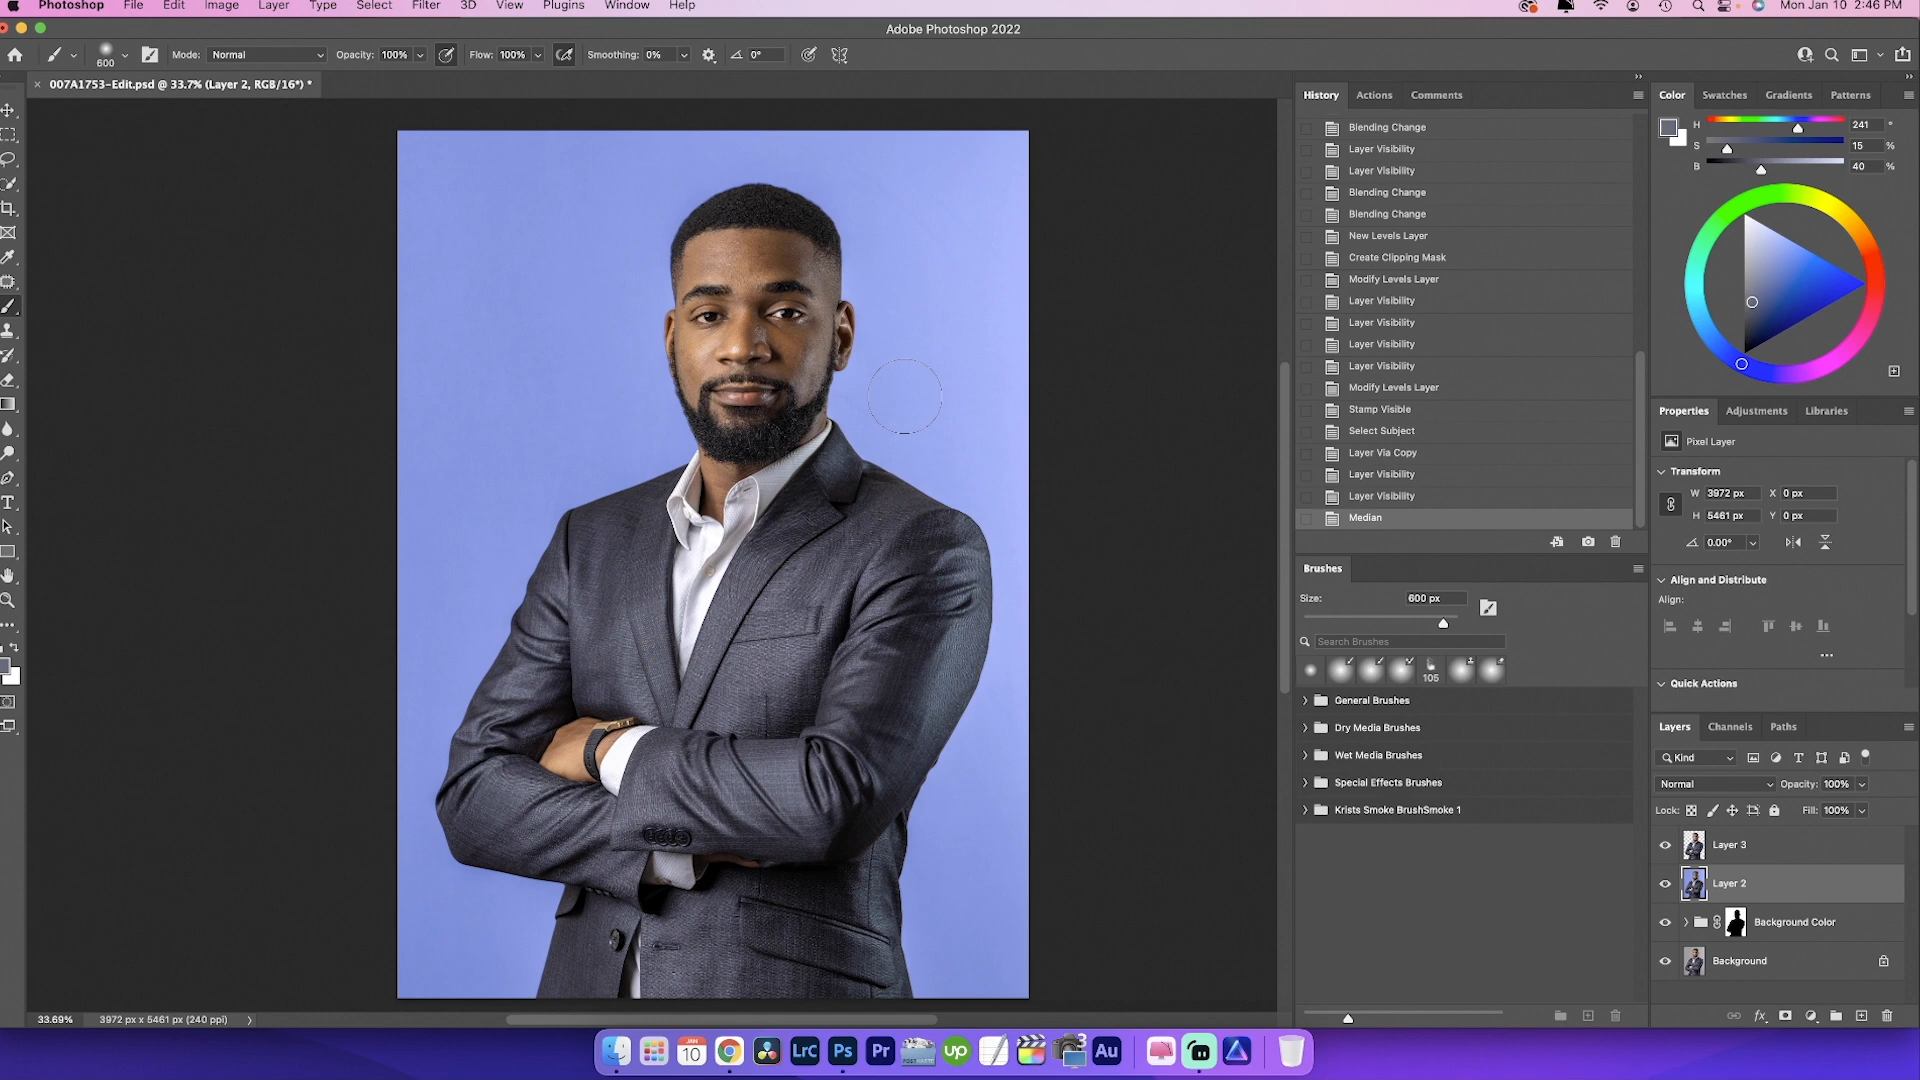 Photoshop File Edit Image Layer Type Select Filter 3D View Plugins Window Help Mon Jan 10 2:46 PM
Adobe Photoshop 2022
600 Mode: Normal Opacity: 100% Flow: 100% Smoothing: 0% 0°
007A1753-Edit.psd @ 33.7% (Layer 2, RGB/16*) *
History Actions Comments
Blending Change
Layer Visibility
Layer Visibility
Blending Change
Blending Change
New Levels Layer
Create Clipping Mask
Modify Levels Layer
Layer Visibility
Layer Visibility
Layer Visibility
Layer Visibility
Modify Levels Layer
Stamp Visible
Select Subject
Layer Via Copy
Layer Visibility
Layer Visibility
Median
Brushes
Size: 600 px
Search Brushes
105
General Brushes
Dry Media Brushes
Wet Media Brushes
Special Effects Brushes
Krists Smoke BrushSmoke 1
Color Swatches Gradients Patterns
H 241 °
S 15 %
B 40 %
Properties Adjustments Libraries
Pixel Layer
Transform
W 3972 px X 0 px
H 5461 px Y 0 px
0.00°
Align and Distribute
Align:
Quick Actions
Layers Channels Paths
Kind
Normal Opacity: 100%
Lock: Fill: 100%
Layer 3
Layer 2
Background Color
Background
33.69% 3972 px x 5461 px (240 ppi)
JAN
10
LrC Ps Pr up 3 Au